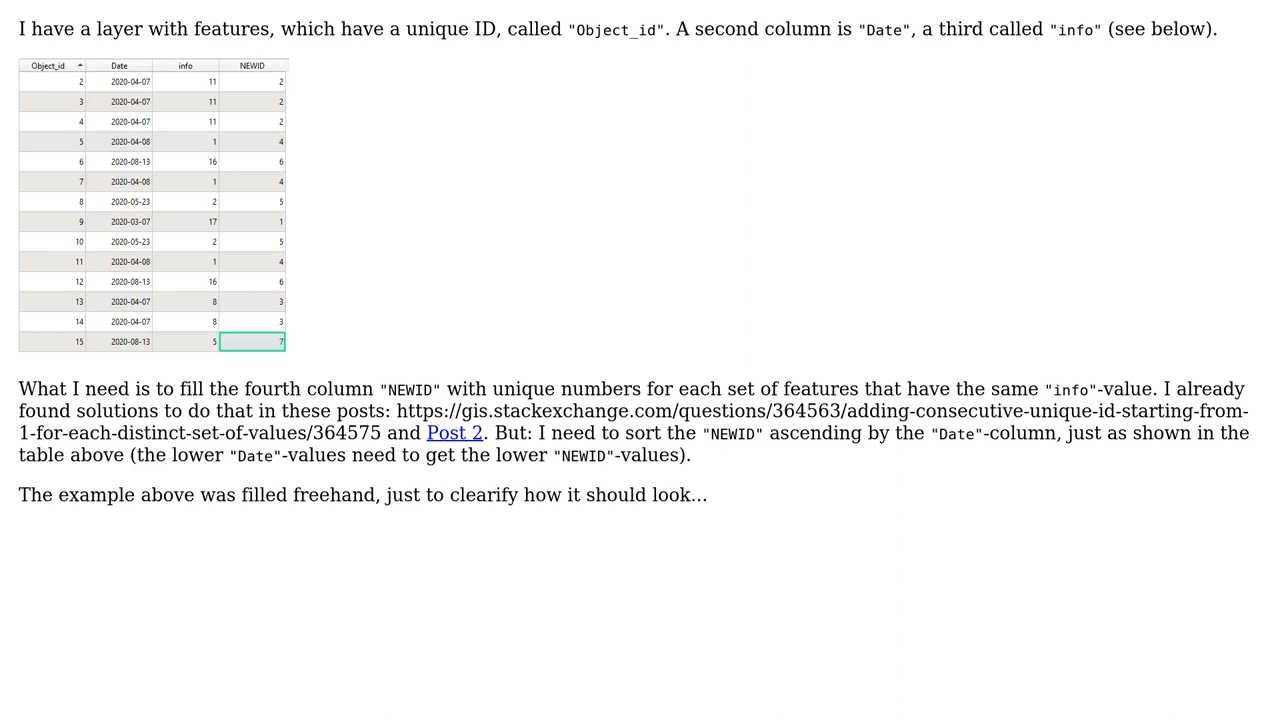 I have a layer with features, which have a unique ID, called "Object_id". A second column is "Date", a third called "info" (see below).
Object_id Date info NEWID
2 2020-04-07 11 2
3 2020-04-07 11 2
4 2020-04-07 11 2
5 2020-04-08 1 4
6 2020-08-13 16 6
7 2020-04-08 1 4
8 2020-05-23 2 5
9 2020-03-07 17 1
10 2020-05-23 2 5
11 2020-04-08 1 4
12 2020-08-13 16 6
13 2020-04-07 8 3
14 2020-04-07 8 3
15 2020-08-13 5 7
What I need is to fill the fourth column "NEWID" with unique numbers for each set of features that have the same "info"-value. I already
found solutions to do that in these posts: https://gis.stackexchange.com/questions/364563/adding-consecutive-unique-id-starting-from-
1-for-each-distinct-set-of-values/364575 and Post 2. But: I need to sort the "NEWID" ascending by the "Date"-column, just as shown in the
table above (the lower "Date"-values need to get the lower "NEWID"-values).
The example above was filled freehand, just to clearify how it should look...